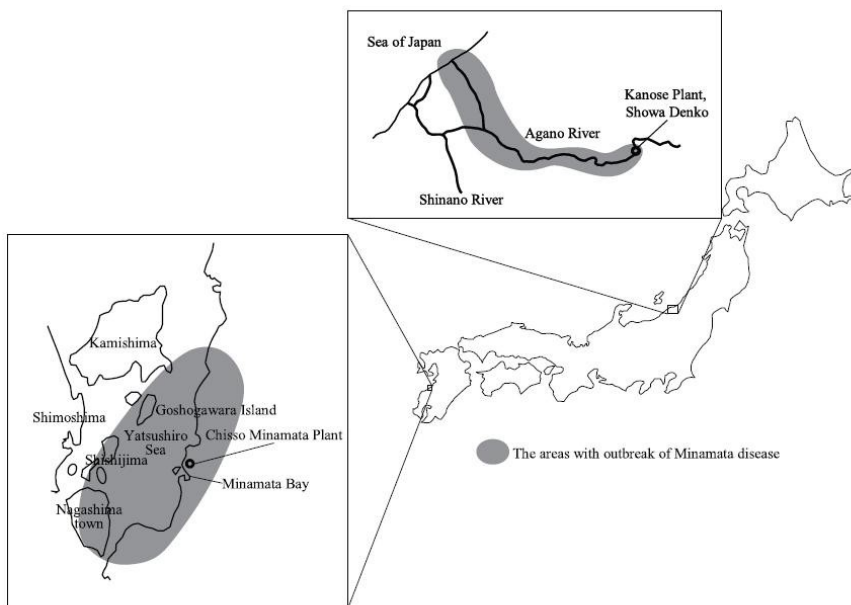 Sea of Japan
Kanose Plant,
Showa Denko
Agano River
Shinano River
Kamishima
Shimoshima
Goshogawara Island
Yatsushiro
Sea
Chisso Minamata Plant
Shishijima
Minamata Bay
Nagashima
town
The areas with outbreak of Minamata disease